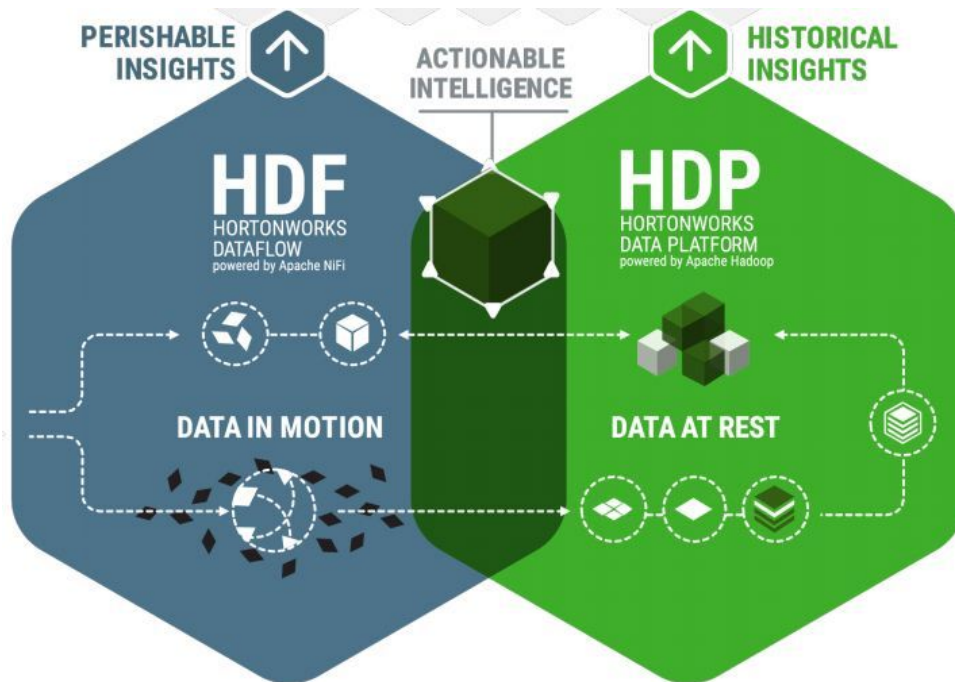 PERISHABLE
INSIGHTS
ACTIONABLE
INTELLIGENCE
HISTORICAL
INSIGHTS
HDF
HORTONWORKS
DATAFLOW
powered by Apache NiFi
HDP
HORTONWORKS
DATA PLATFORM
powered by Apache Hadoop
DATA IN MOTION
DATA AT REST